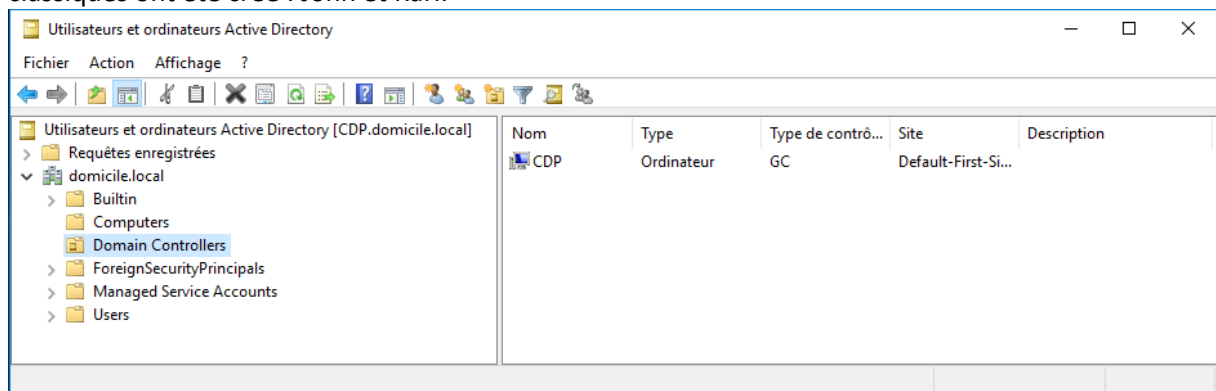 Utilisateurs et ordinateurs Active Directory
Fichier Action Affichage ?
Utilisateurs et ordinateurs Active Directory [CDP.domicile.local]
Requêtes enregistrées
domicile.local
Builtin
Computers
Domain Controllers
ForeignSecurityPrincipals
Managed Service Accounts
Users
Nom Type Type de contrô... Site Description
CDP Ordinateur GC Default-First-Si...